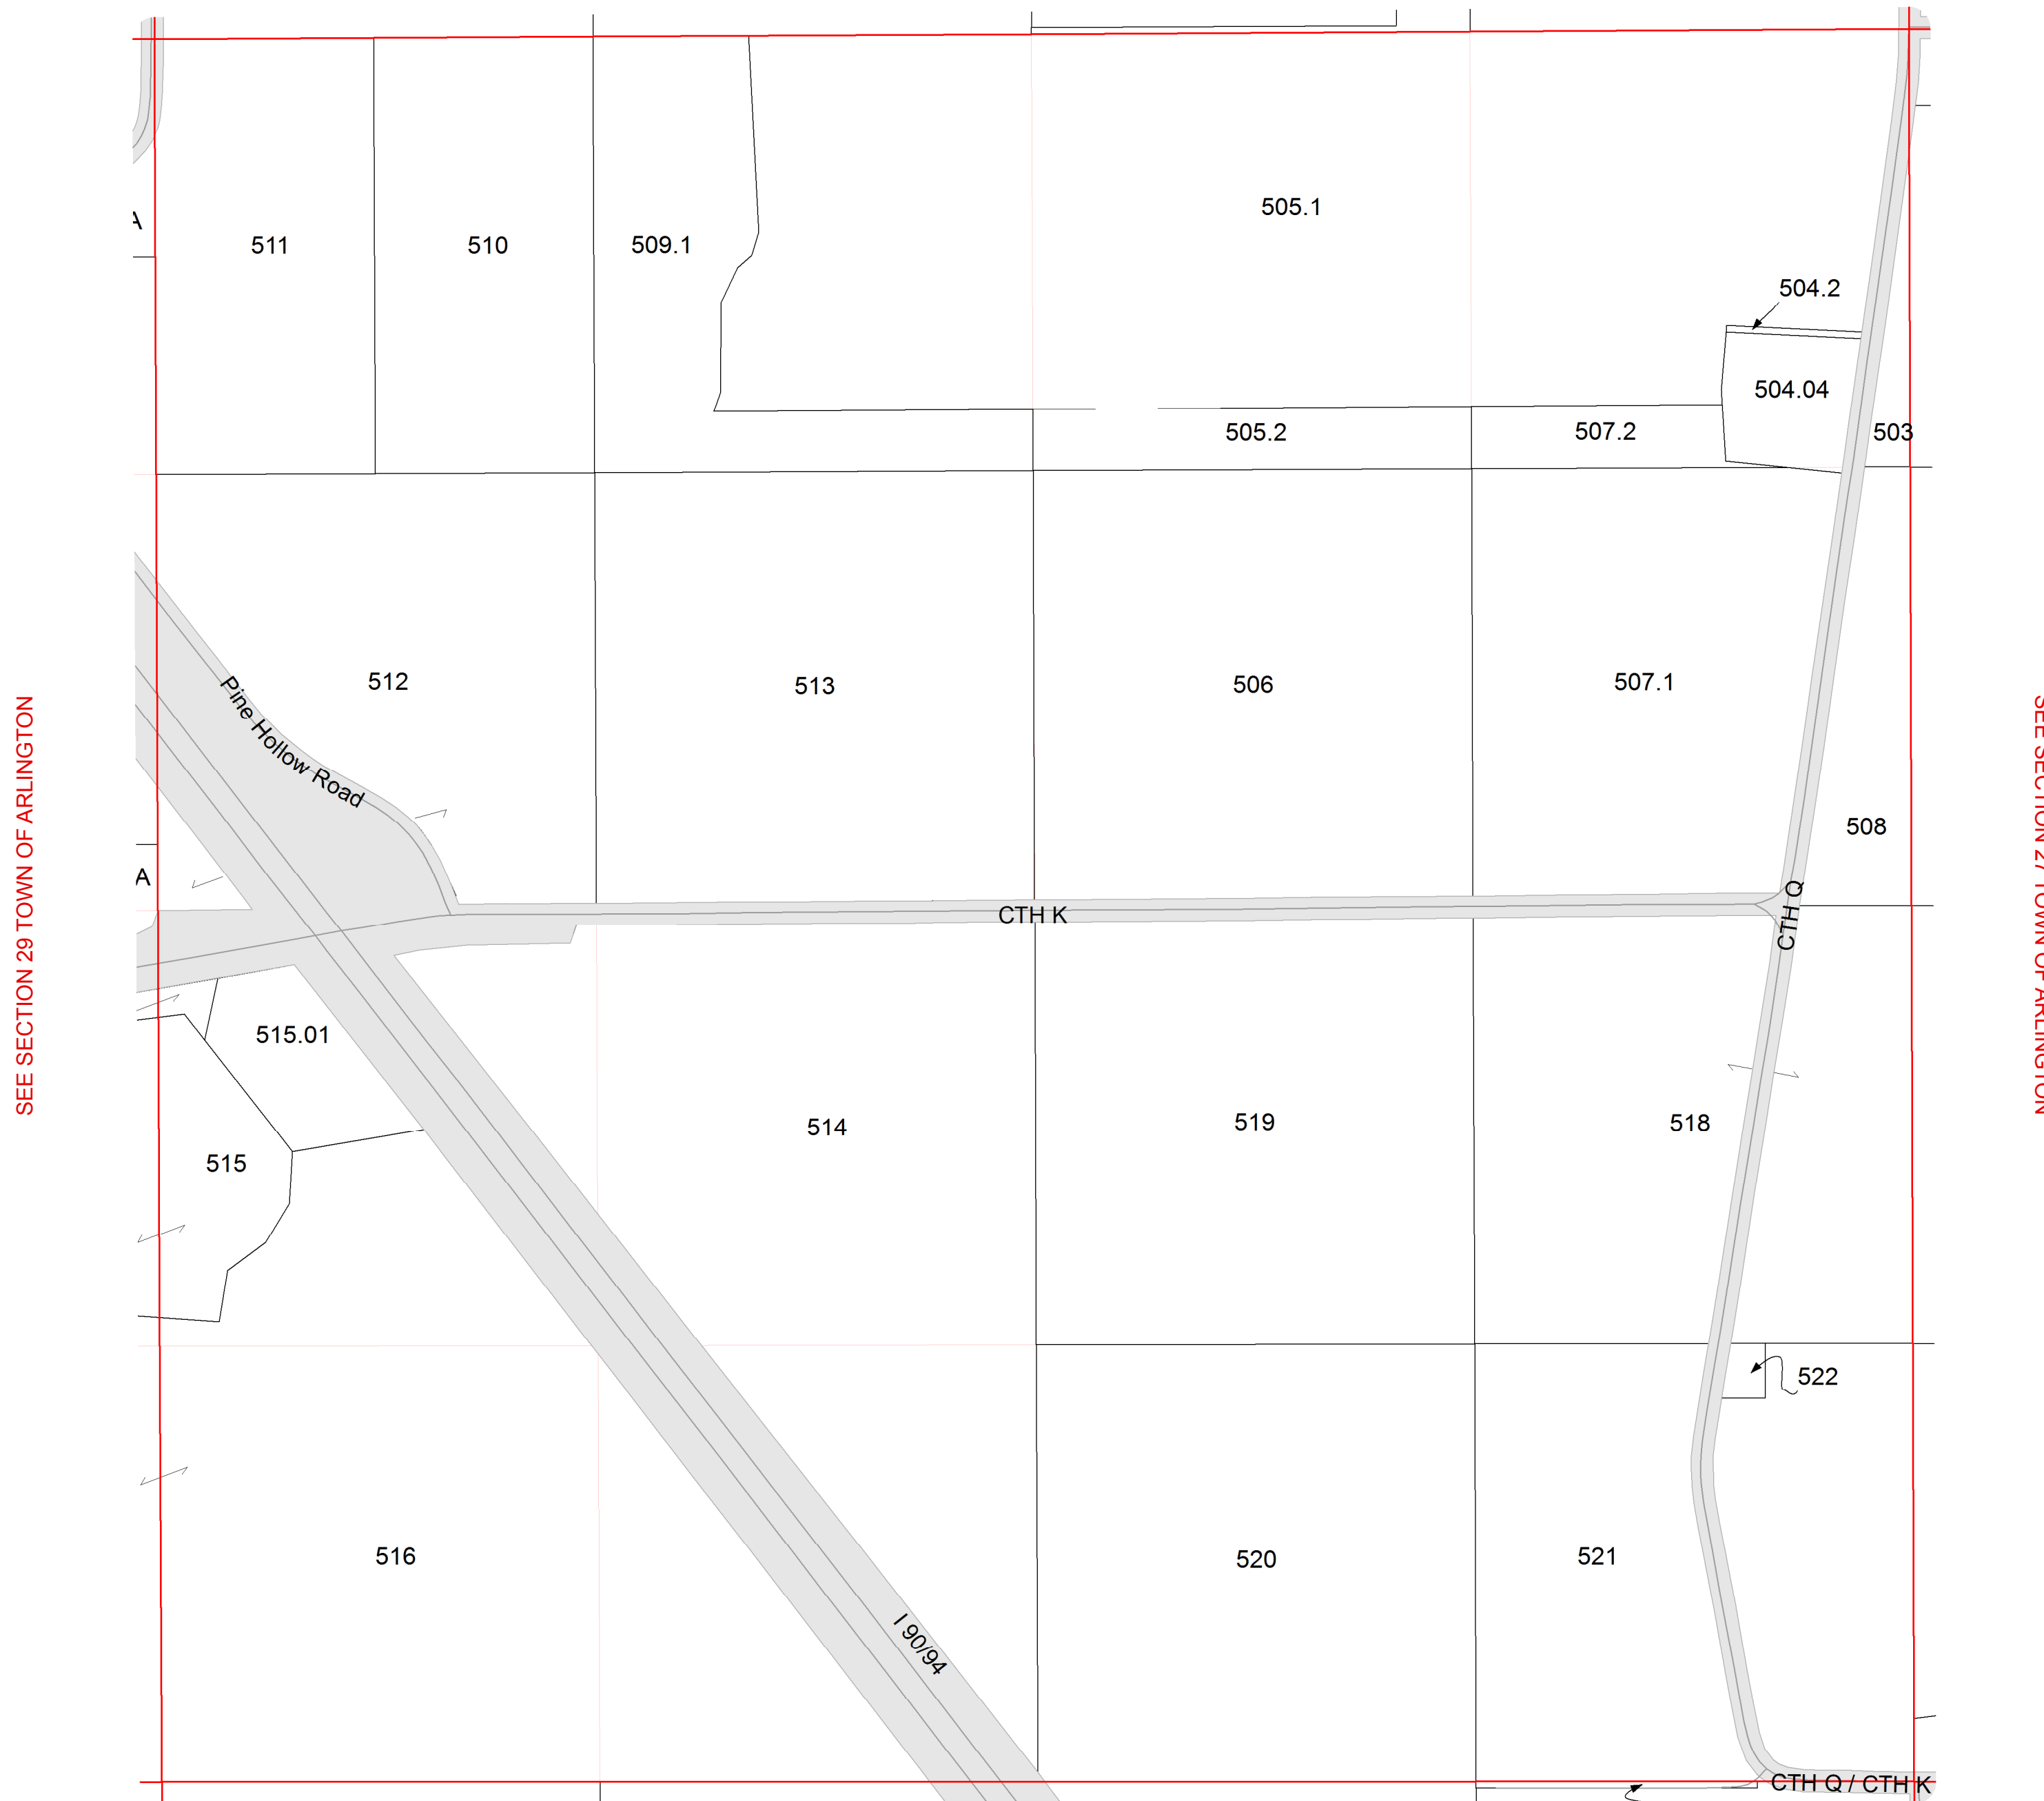 505.1
A
511
510
509.1
504.2
504.04
505.2
507.2
503
512
513
506
507.1
Pine Hollow Road
SEE SECTION 29 TOWN OF ARLINGTON
SEE SECTION 27 TOWN OF ARLINGTON
508
A
CTH K
CTH Q
515.01
514
519
518
515
522
516
520
521
I 90/94
CTH Q / CTH K